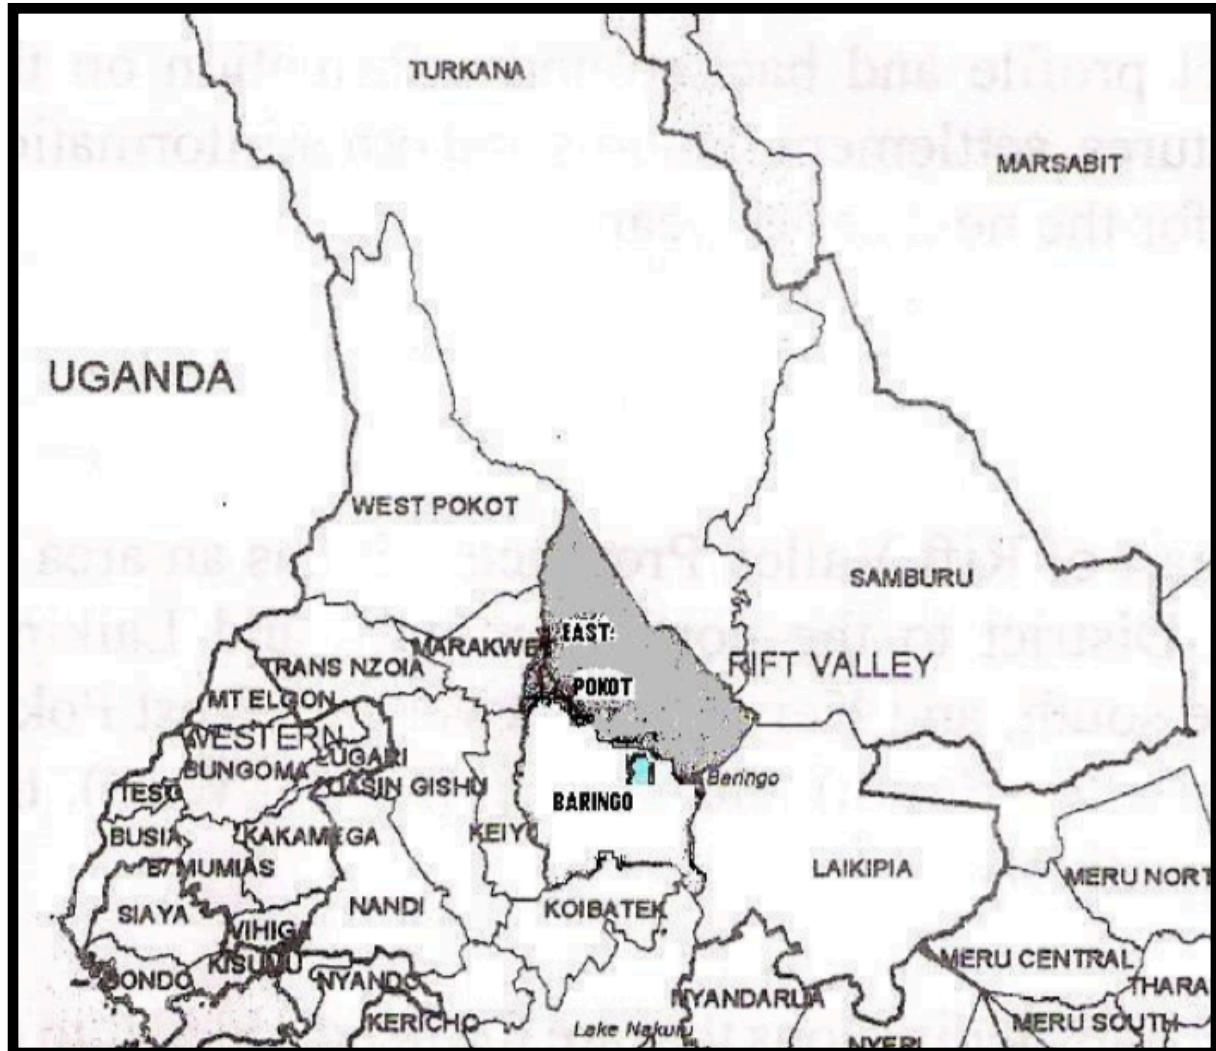 TURKANA
MARSABIT
UGANDA
WEST POKOT
SAMBURU
EAST
POKOT
MARAKWE
TRANS NZOIA
RIFT VALLEY
MT ELGON
WESTERN
LUGARI
BUNGOMA
TESO
UASIN GISHU
Baringo
BARINGO
BUSIA
KAKAMEGA
KEIYO
B/MUMIAS
LAIKIPIA
MERU NORT
SIAYA
NANDI
KOIBATEK
VIHIGA
KISUMU
MERU CENTRAL
BONDO
NYANDO
NYANDARUA
THARA
KERICHO
Lake Nakuru
MERU SOUTH
NYERI